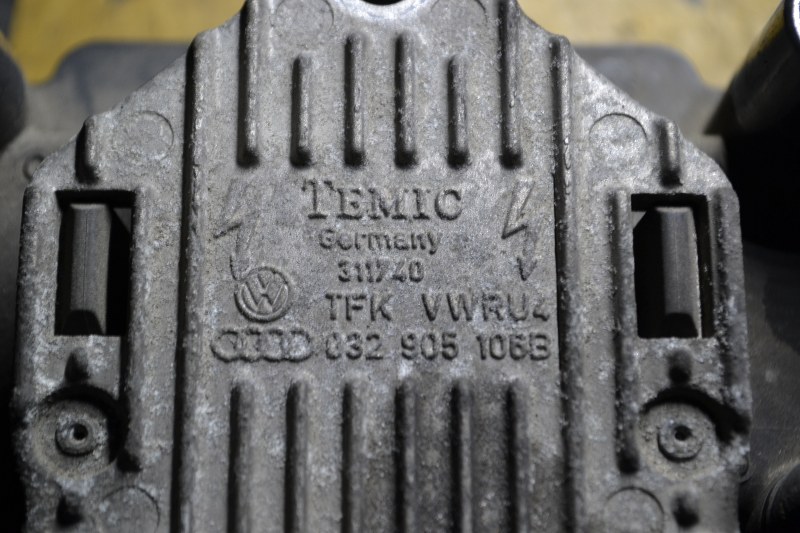 TEMIC
Germany
311740
TFK VWRU4
032 905 106B